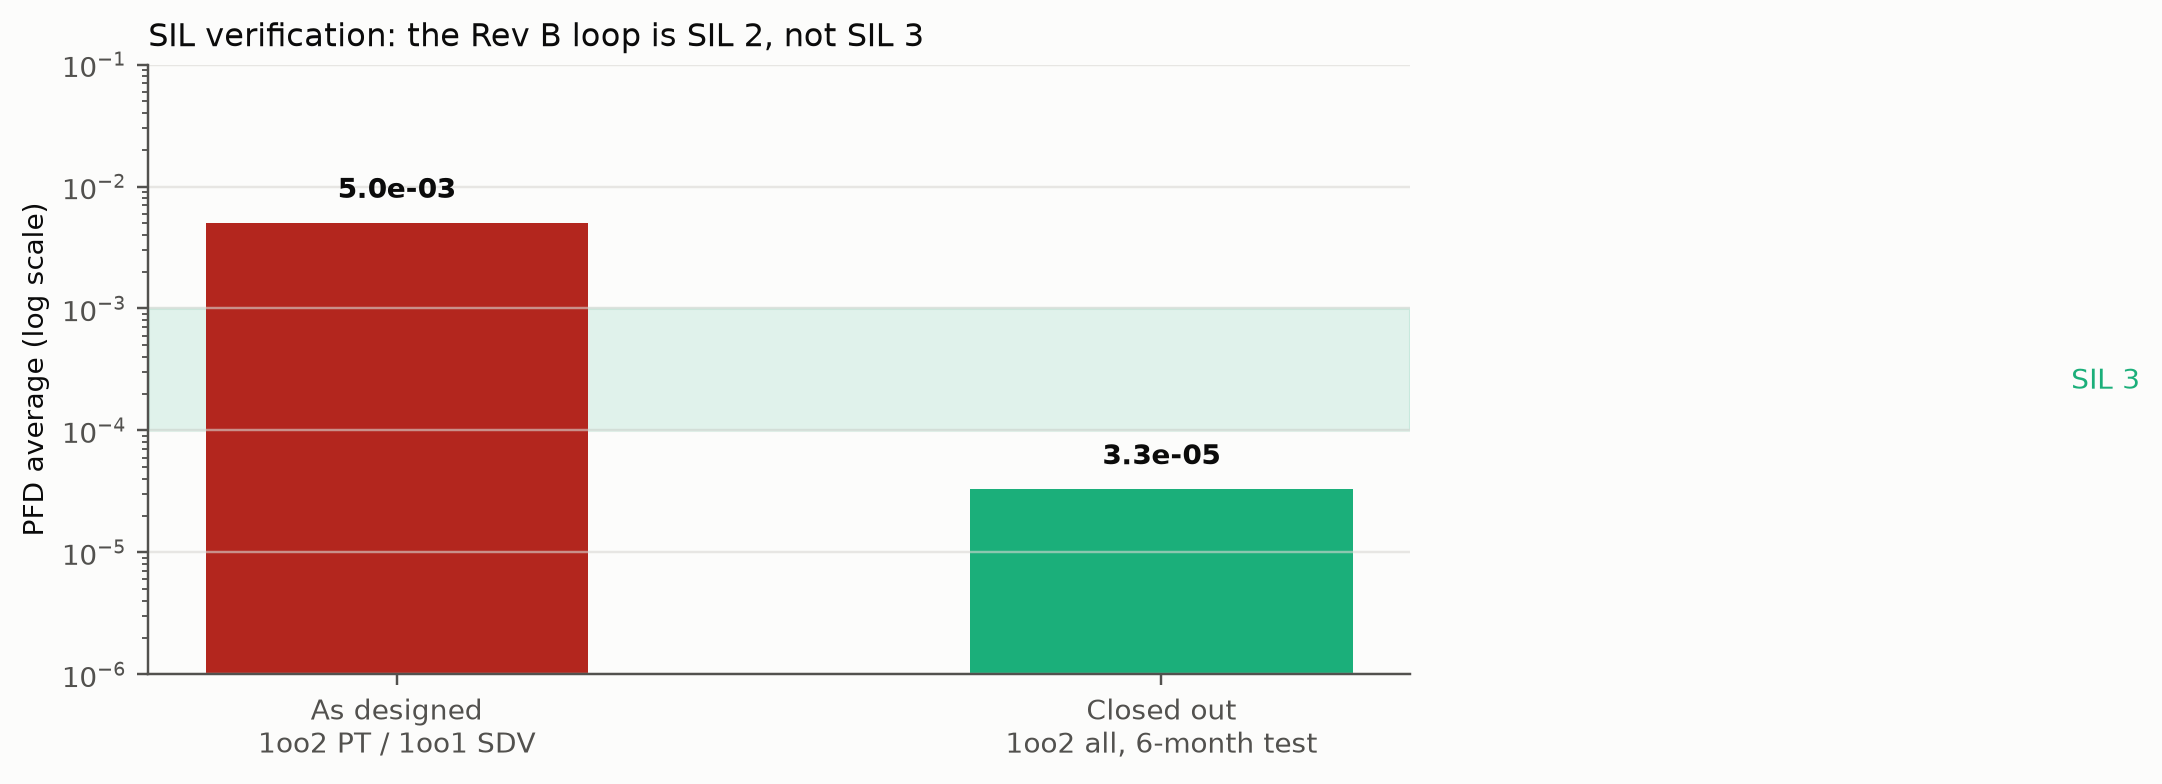 SIL verification: the Rev B loop is SIL 2, not SIL 3
PFD average (log scale)
10⁻¹
10⁻²
10⁻³
10⁻⁴
10⁻⁵
10⁻⁶
5.0e-03
3.3e-05
SIL 3
As designed
1oo2 PT / 1oo1 SDV
Closed out
1oo2 all, 6-month test